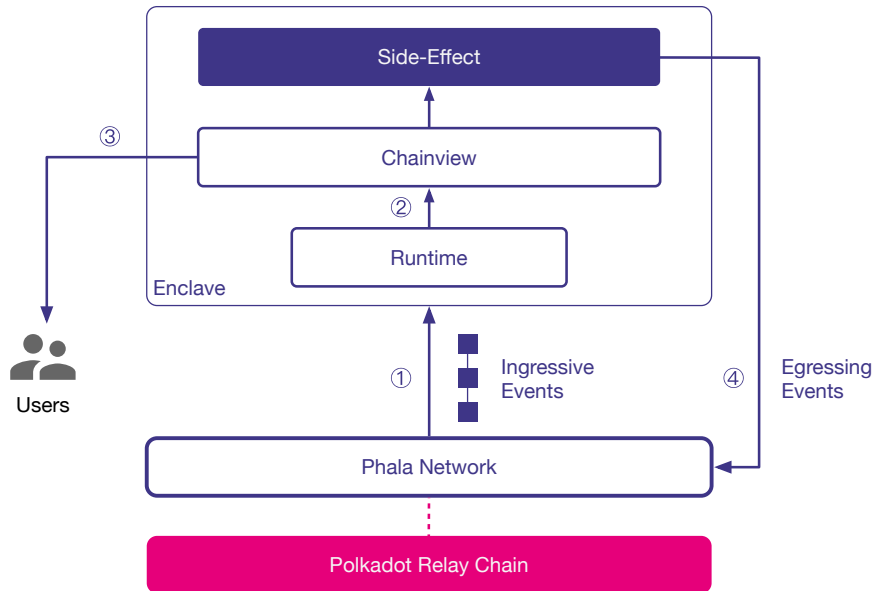 Side-Effect
③
Chainview
②
Runtime
Enclave
Users
①
Ingressive
Events
④
Egressing
Events
Phala Network
Polkadot Relay Chain